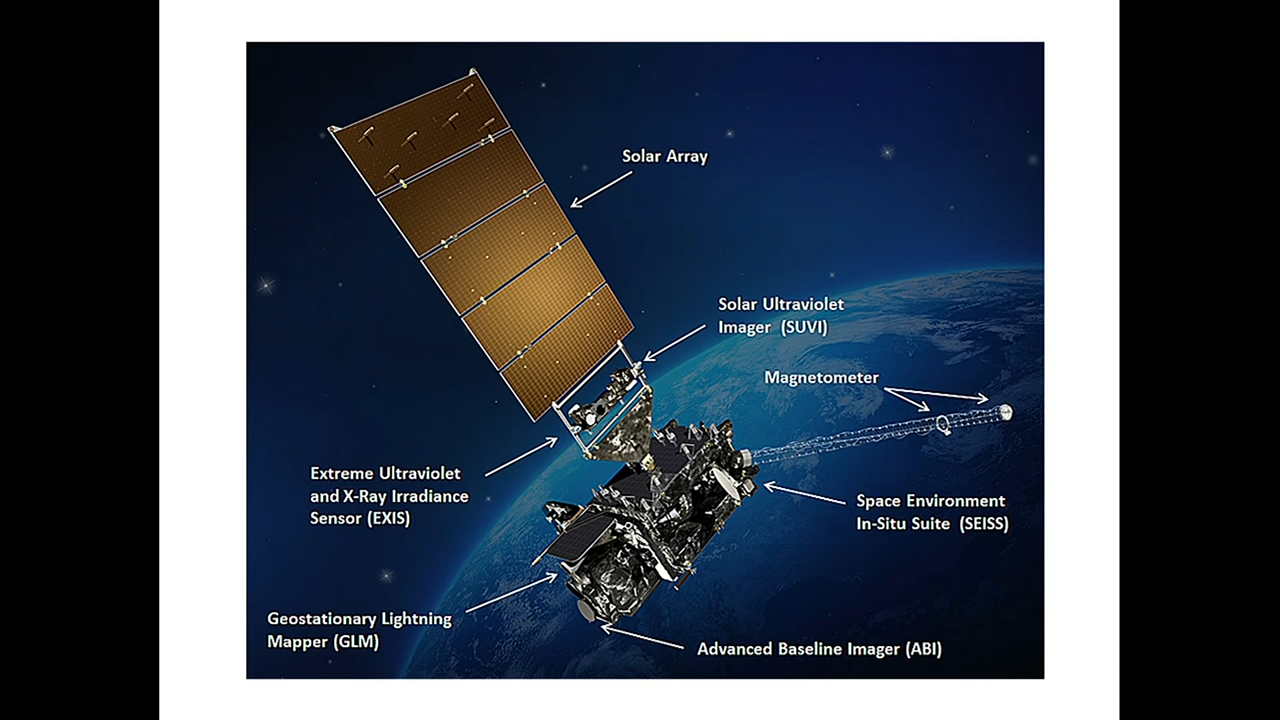 Solar Array
Solar Ultraviolet
Imager (SUVI)
Magnetometer
Extreme Ultraviolet
and X-Ray Irradiance
Sensor (EXIS)
Space Environment
In-Situ Suite (SEISS)
Geostationary Lightning
Mapper (GLM)
Advanced Baseline Imager (ABI)